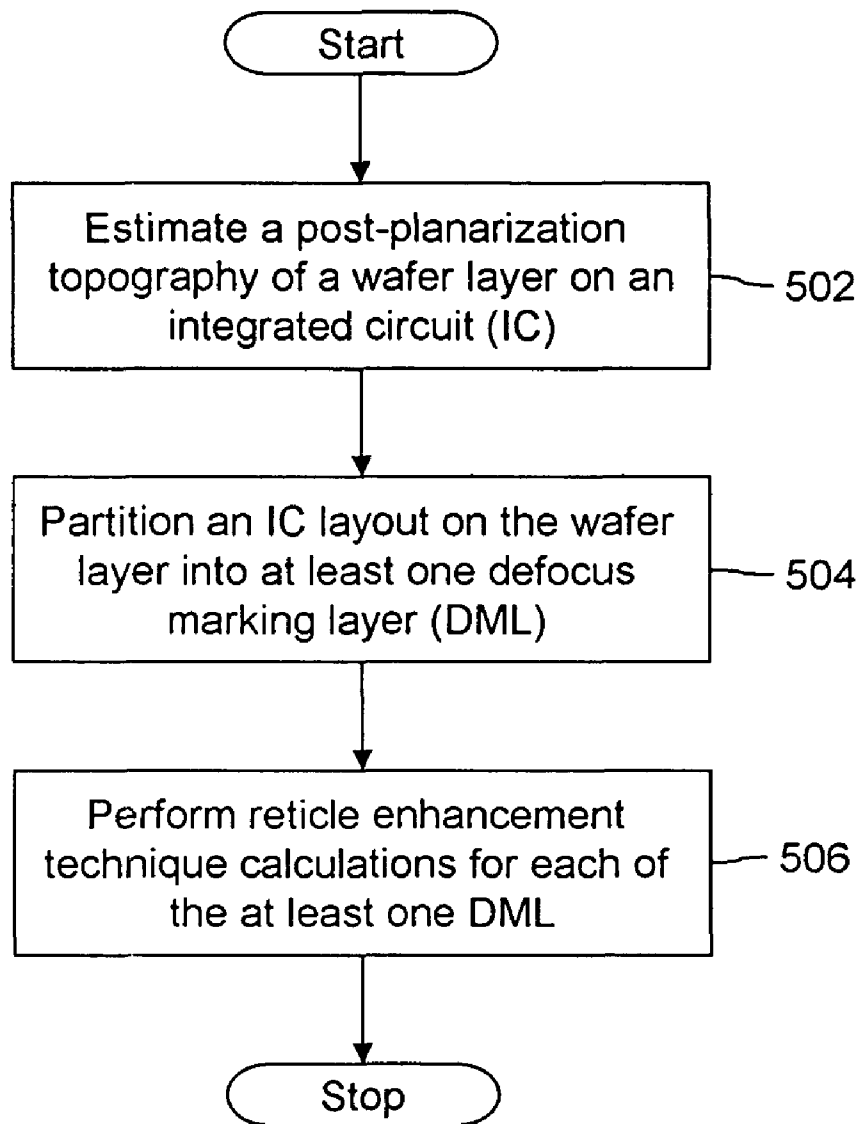 Start
Estimate a post-planarization
topography of a wafer layer on an
integrated circuit (IC)
502
Partition an IC layout on the wafer
layer into at least one defocus
marking layer (DML)
504
Perform reticle enhancement
technique calculations for each of
the at least one DML
506
Stop